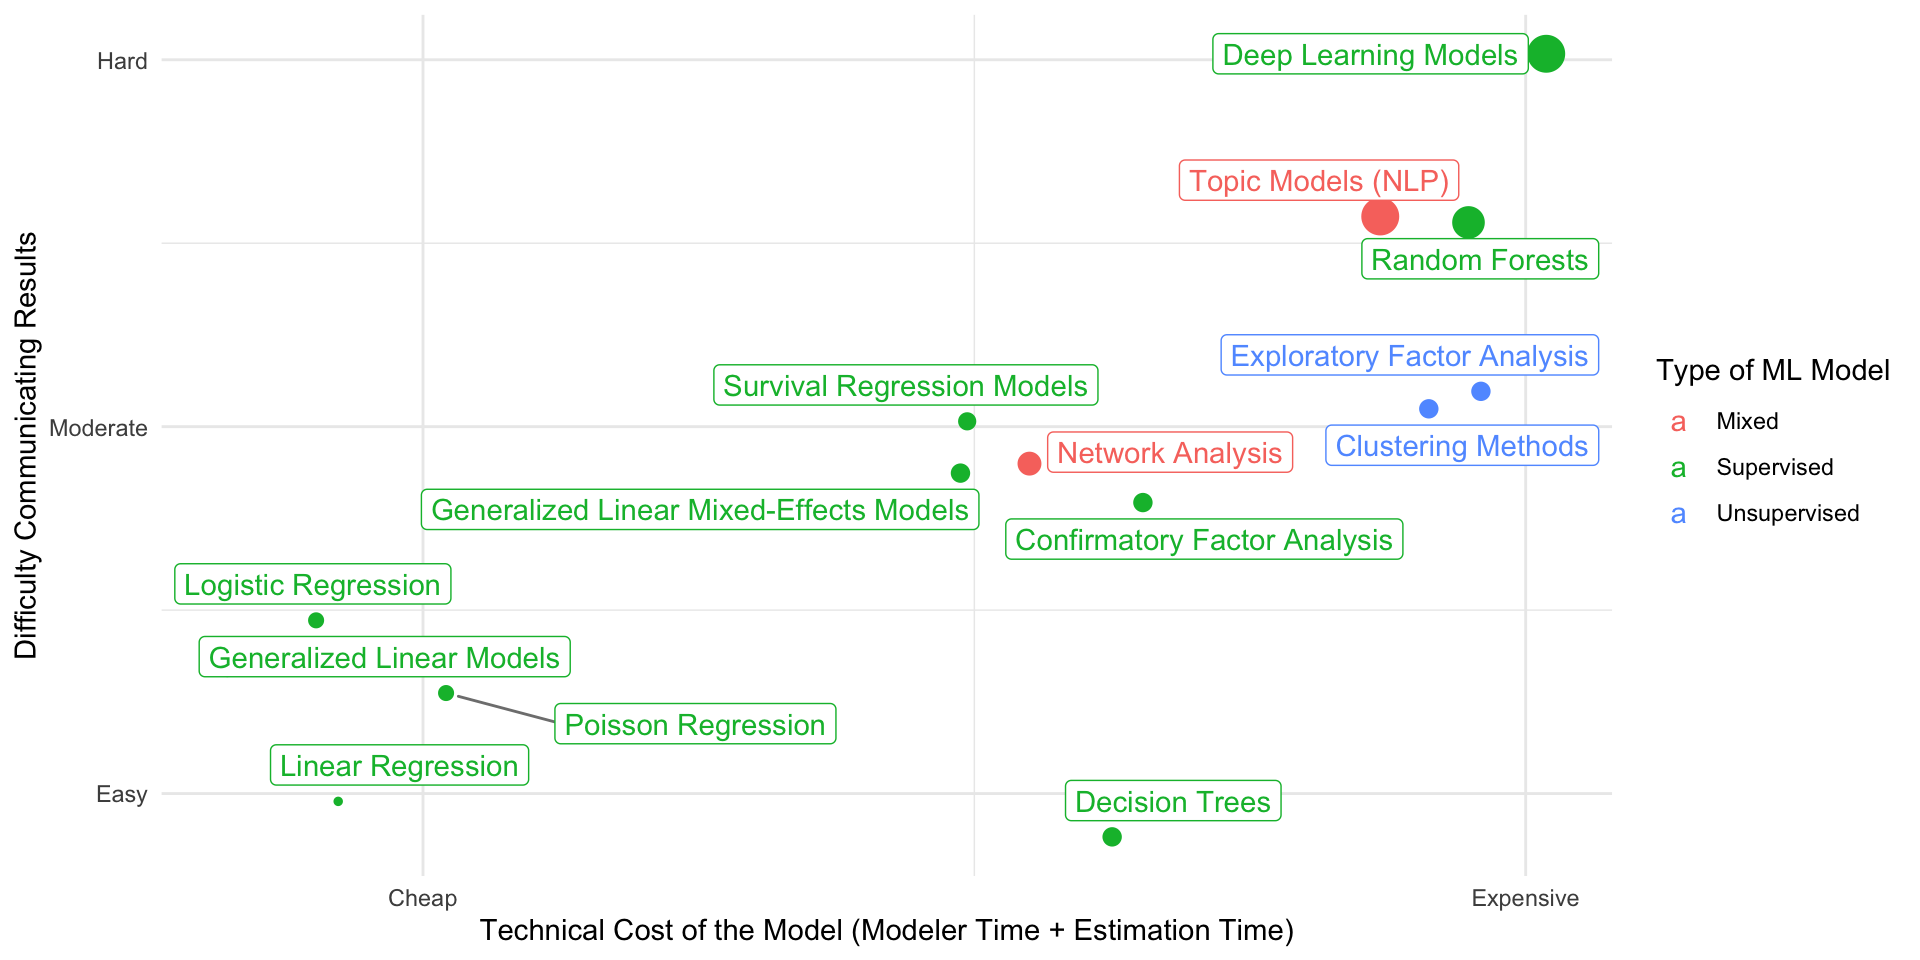 Hard
Deep Learning Models
Topic Models (NLP)
Random Forests
Exploratory Factor Analysis
Survival Regression Models
Moderate
Network Analysis
Clustering Methods
Generalized Linear Mixed-Effects Models
Confirmatory Factor Analysis
Logistic Regression
Generalized Linear Models
Poisson Regression
Linear Regression
Easy
Decision Trees
Cheap
Expensive
Technical Cost of the Model (Modeler Time + Estimation Time)
Difficulty Communicating Results
Type of ML Model
a Mixed
a Supervised
a Unsupervised